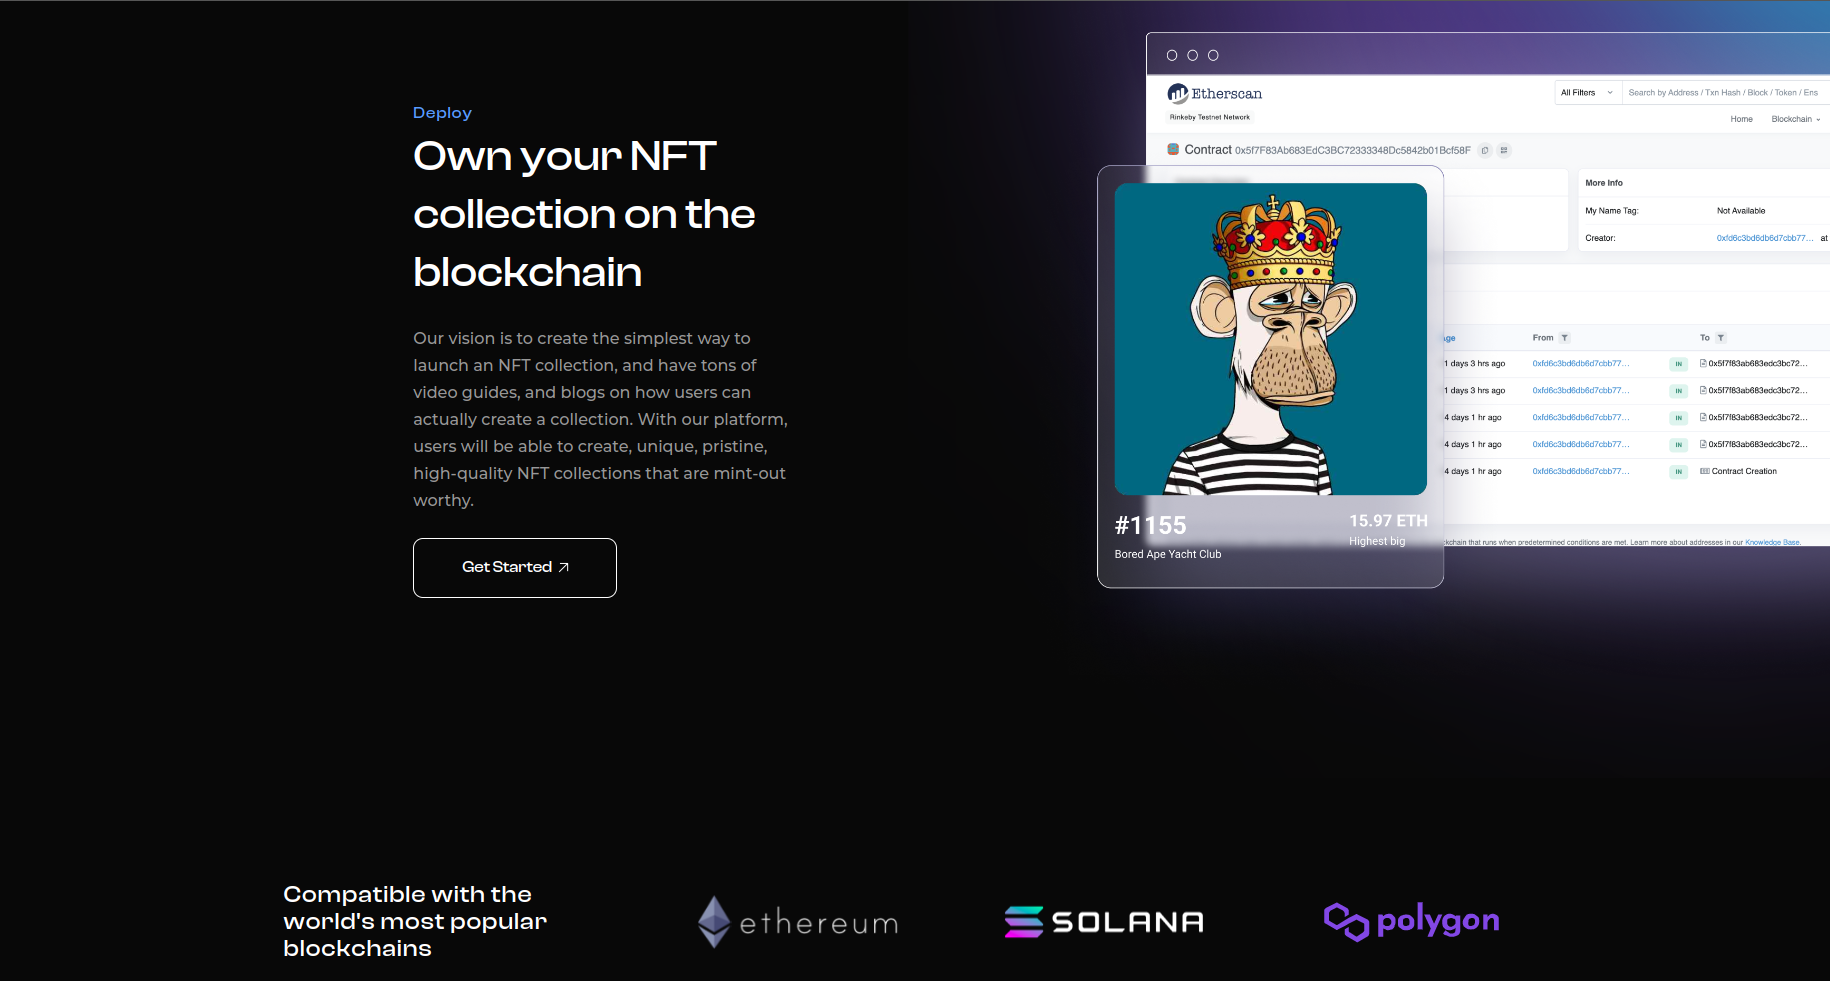 Deploy
Own your NFT
collection on the
blockchain
Our vision is to create the simplest way to
launch an NFT collection, and have tons of
video guides, and blogs on how users can
actually create a collection. With our platform,
users will be able to create, unique, pristine,
high-quality NFT collections that are mint-out
worthy.
Get Started
Etherscan
All Filters
Search by Address / Txn Hash / Block / Token / Ens
Rinkeby Testnet Network
Home Blockchain
Contract 0x5f7F83Ab683EdC3BC72333348Dc5842b01Bcf58F
More Info
My Name Tag: Not Available
Creator: 0xfd6c3bd6db6d7cbb77... at
From To
1 days 3 hrs ago 0xfd6c3bd6db6d7cbb77... IN 0x5f7f83ab683edc3bc72...
1 days 3 hrs ago 0xfd6c3bd6db6d7cbb77... IN 0x5f7f83ab683edc3bc72...
4 days 1 hr ago 0xfd6c3bd6db6d7cbb77... IN 0x5f7f83ab683edc3bc72...
4 days 1 hr ago 0xfd6c3bd6db6d7cbb77... IN 0x5f7f83ab683edc3bc72...
4 days 1 hr ago 0xfd6c3bd6db6d7cbb77... IN Contract Creation
that runs when predetermined conditions are met. Learn more about addresses in our Knowledge Base.
#1155
15.97 ETH
Highest big
Bored Ape Yacht Club
Compatible with the
world's most popular
blockchains
ethereum
SOLANA
polygon